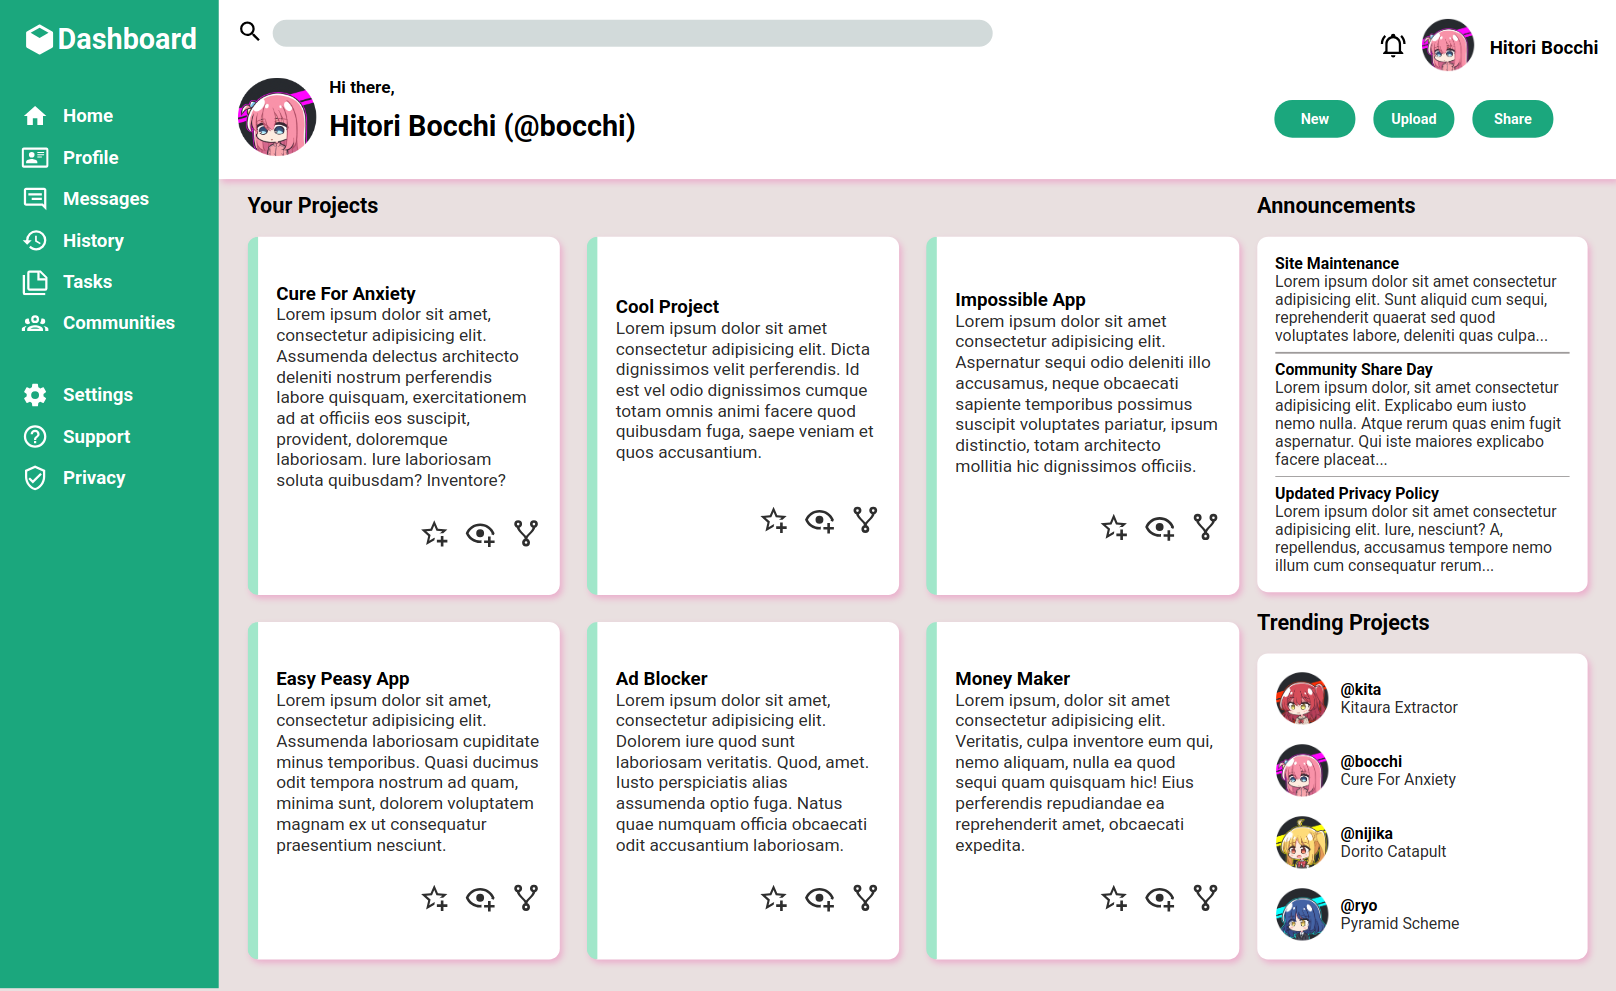 Dashboard
Home
Profile
Messages
History
Tasks
Communities
Settings
Support
Privacy
Hitori Bocchi
Hi there,
Hitori Bocchi (@bocchi)
New
Upload
Share
Your Projects
Cure For Anxiety
Lorem ipsum dolor sit amet,
consectetur adipisicing elit.
Assumenda delectus architecto
deleniti nostrum perferendis
labore quisquam, exercitationem
ad at officiis eos suscipit,
provident, doloremque
laboriosam. Iure laboriosam
soluta quibusdam? Inventore?
Cool Project
Lorem ipsum dolor sit amet
consectetur adipisicing elit. Dicta
dignissimos velit perferendis. Id
est vel odio dignissimos cumque
totam omnis animi facere quod
quibusdam fuga, saepe veniam et
quos accusantium.
Impossible App
Lorem ipsum dolor sit amet
consectetur adipisicing elit.
Aspernatur sequi odio deleniti illo
accusamus, neque obcaecati
sapiente temporibus possimus
suscipit voluptates pariatur, ipsum
distinctio, totam architecto
mollitia hic dignissimos officiis.
Easy Peasy App
Lorem ipsum dolor sit amet,
consectetur adipisicing elit.
Assumenda laboriosam cupiditate
minus temporibus. Quasi ducimus
odit tempora nostrum ad quam,
minima sunt, dolorem voluptatem
magnam ex ut consequatur
praesentium nesciunt.
Ad Blocker
Lorem ipsum dolor sit amet,
consectetur adipisicing elit.
Dolorem iure quod sunt
laboriosam veritatis. Quod, amet.
Iusto perspiciatis alias
assumenda optio fuga. Natus
quae numquam officia obcaecati
odit accusantium laboriosam.
Money Maker
Lorem ipsum, dolor sit amet
consectetur adipisicing elit.
Veritatis, culpa inventore eum qui,
nemo aliquam, nulla ea quod
sequi quam quisquam hic! Eius
perferendis repudiandae ea
reprehenderit amet, obcaecati
expedita.
Announcements
Site Maintenance
Lorem ipsum dolor sit amet consectetur
adipisicing elit. Sunt aliquid cum sequi,
reprehenderit quaerat sed quod
voluptates labore, deleniti quas culpa...
Community Share Day
Lorem ipsum dolor, sit amet consectetur
adipisicing elit. Explicabo eum iusto
nemo nulla. Atque rerum quas enim fugit
aspernatur. Qui iste maiores explicabo
facere placeat...
Updated Privacy Policy
Lorem ipsum dolor sit amet consectetur
adipisicing elit. Iure, nesciunt? A,
repellendus, accusamus tempore nemo
illum cum consequatur rerum...
Trending Projects
@kita
Kitaura Extractor
@bocchi
Cure For Anxiety
@nijika
Dorito Catapult
@ryo
Pyramid Scheme